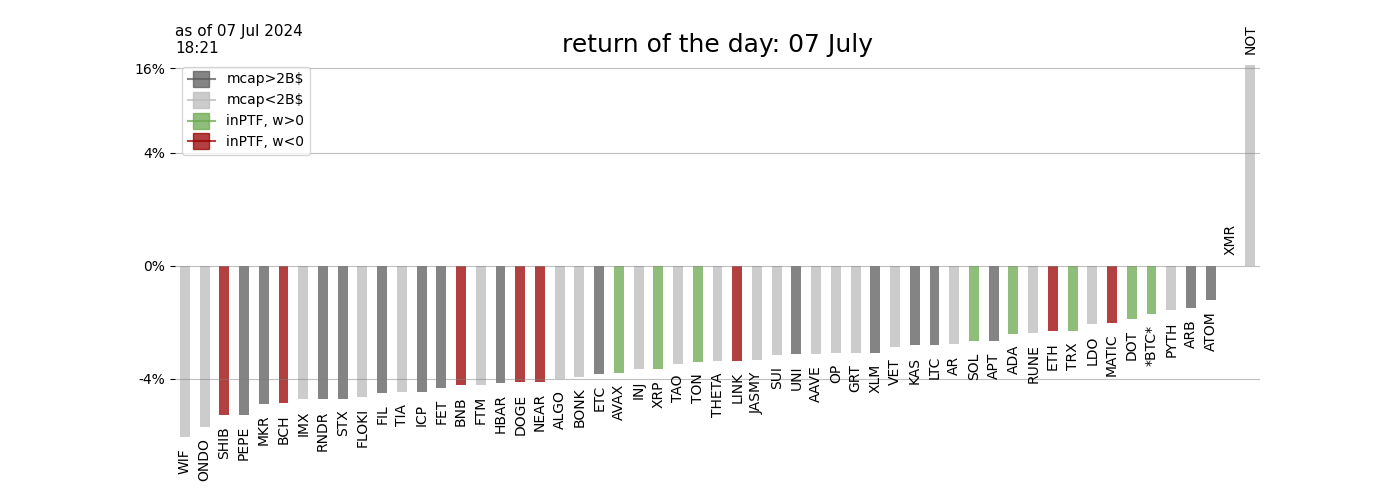 as of 07 Jul 2024
18:21
return of the day: 07 July
16%
4%
0%
-4%
mcap>2B$
mcap<2B$
inPTF, w>0
inPTF, w<0
WIF
ONDO
SHIB
PEPE
MKR
BCH
IMX
RNDR
STX
FLOKI
FIL
TIA
ICP
FET
BNB
FTM
HBAR
DOGE
NEAR
ALGO
BONK
ETC
AVAX
INJ
XRP
TAO
TON
THETA
LINK
JASMY
SUI
UNI
AAVE
OP
GRT
XLM
VET
KAS
LTC
AR
SOL
APT
ADA
RUNE
ETH
TRX
LDO
MATIC
DOT
*BTC*
PYTH
ARB
ATOM
XMR
NOT